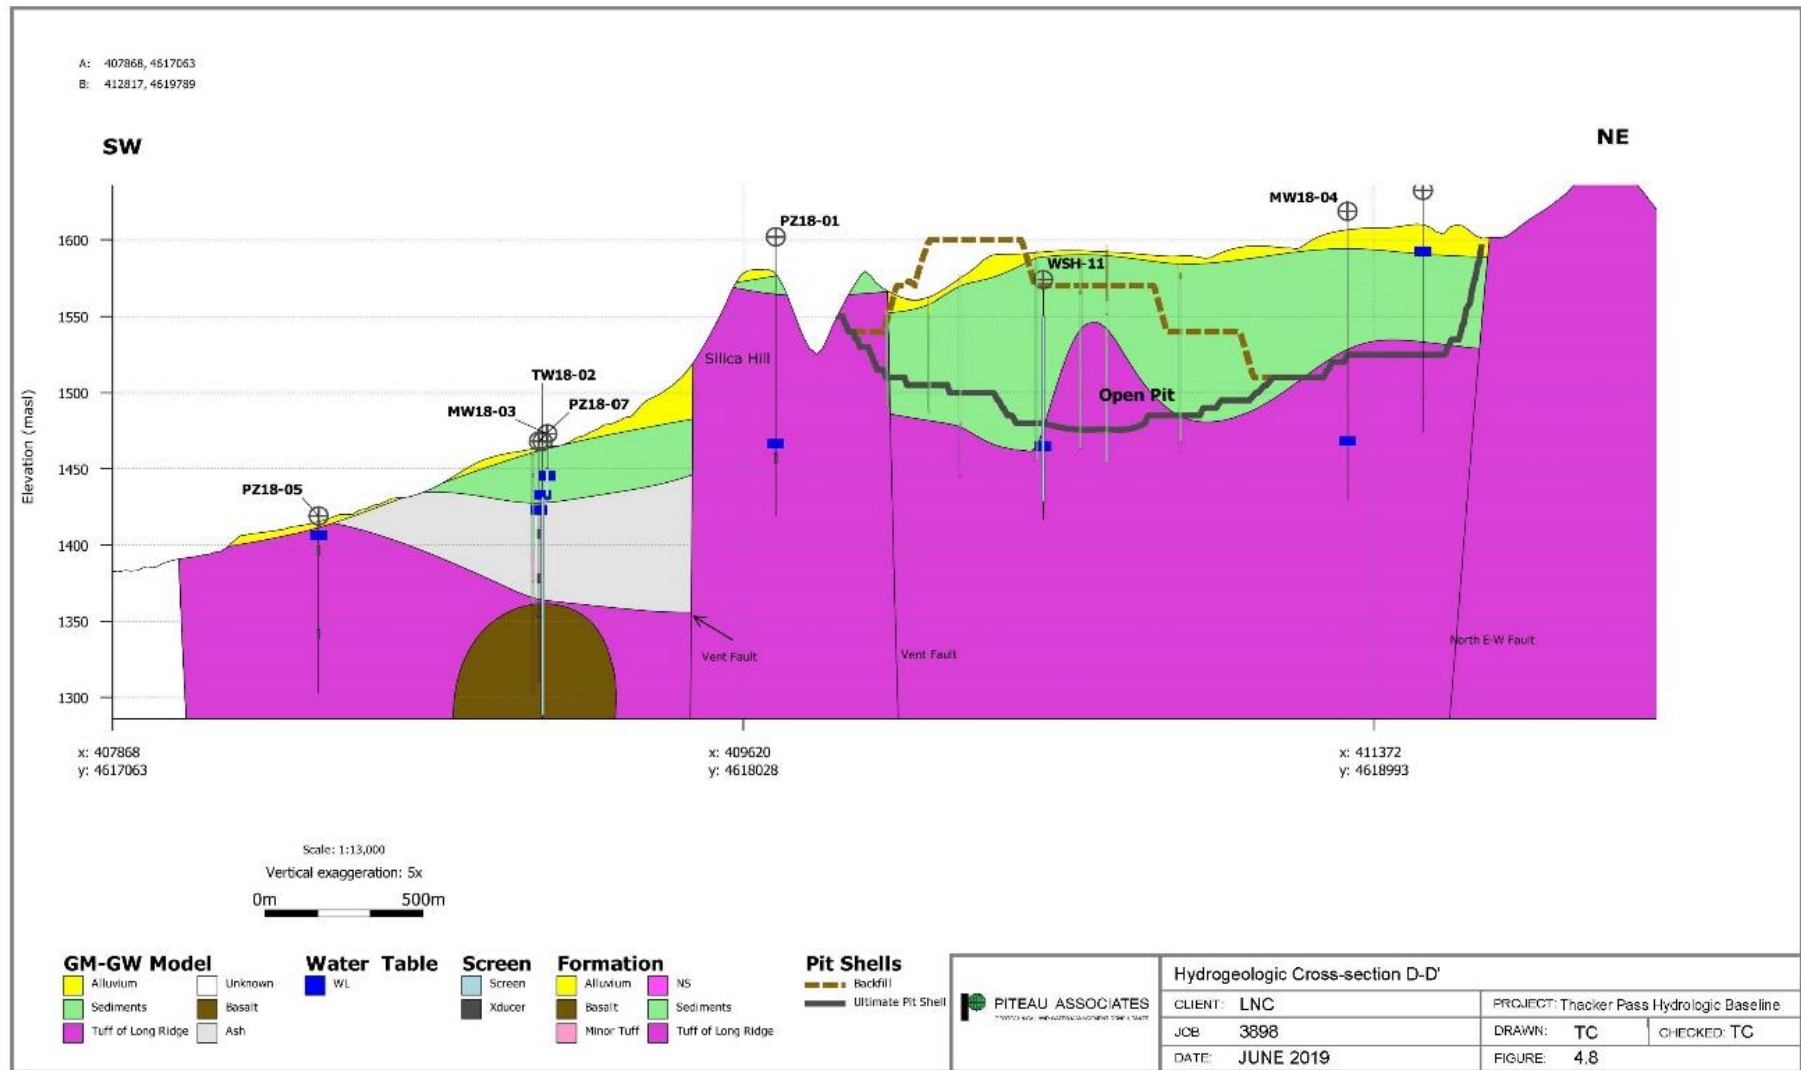 A: 407868, 4617063
B: 412817, 4619789
SW
NE
MW18-04
PZ18-01
1600
WSH-11
1550
Silica Hill
TW18-02
1500
Open Pit
MW18-03
PZ18-07
Elevation (masl)
1450
PZ18-05
1400
1350
North E-W Fault
Vent Fault
Vent Fault
1300
x: 407868
y: 4617063
x: 409620
y: 4618028
x: 411372
y: 4618993
Scale: 1:13,000
Vertical exaggeration: 5x
0m 500m
GM-GW Model
Alluvium
Unknown
Sediments
Basalt
Tuff of Long Ridge
Ash
Water Table
WL
Screen
Screen
Xducer
Formation
Alluvium
NS
Basalt
Sediments
Minor Tuff
Tuff of Long Ridge
Pit Shells
Backfill
Ultimate Pit Shell
PITEAU ASSOCIATES
Hydrogeologic Cross-section D-D'
CLIENT: LNC
PROJECT: Thacker Pass Hydrologic Baseline
JOB 3898
DRAWN: TC
CHECKED: TC
DATE: JUNE 2019
FIGURE: 4.8